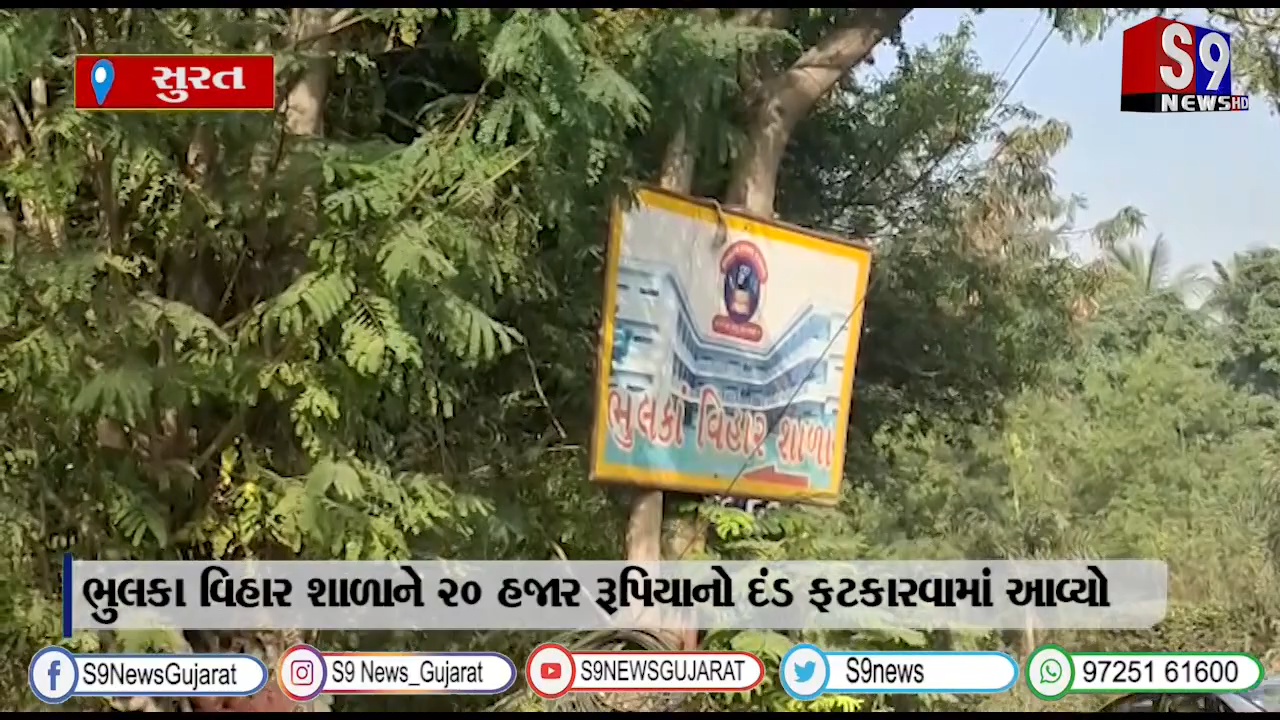 સુરત
S9
NEWS HD
ભુલકાં વિહાર શાળા
ભુલકા વિહાર શાળાને ૨૦ હજાર રૂપિયાનો દંડ ફટકારવામાં આવ્યો
S9NewsGujarat
S9 News_Gujarat
S9NEWSGUJARAT
S9news
97251 61600